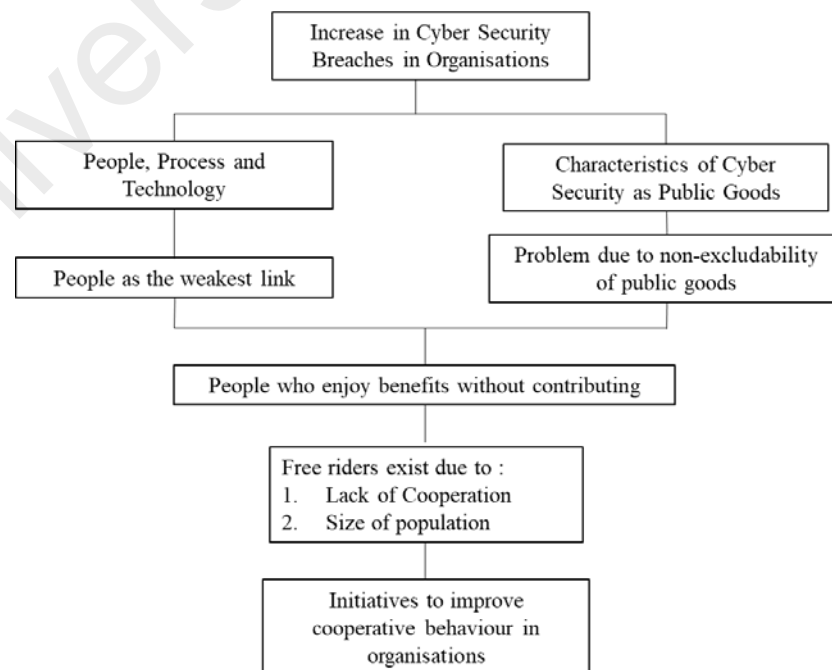 Increase in Cyber Security
Breaches in Organisations
People, Process and
Technology
Characteristics of Cyber
Security as Public Goods
People as the weakest link
Problem due to non-excludability
of public goods
People who enjoy benefits without contributing
Free riders exist due to :
1. Lack of Cooperation
2. Size of population
Initiatives to improve
cooperative behaviour in
organisations